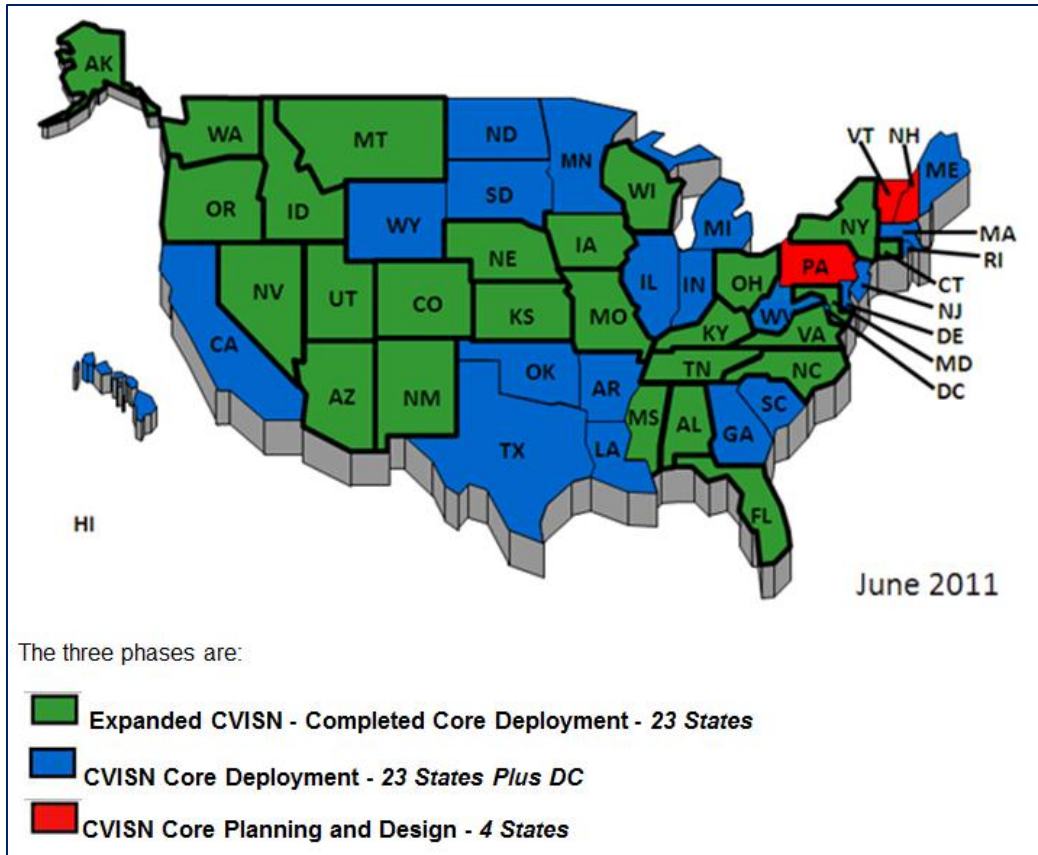 AK
WA
MT
ND
MN
VT NH
ME
OR
ID
SD
WI
WY
MI
NY
MA
RI
NV
UT
NE
IA
PA
CT
CO
IL
IN
OH
NJ
CA
KS
MO
WV
DE
KY
VA
MD
AZ
NM
OK
AR
TN
NC
DC
TX
LA
MS
AL
GA
SC
HI
FL
June 2011
The three phases are:
Expanded CVISN - Completed Core Deployment - 23 States
CVISN Core Deployment - 23 States Plus DC
CVISN Core Planning and Design - 4 States